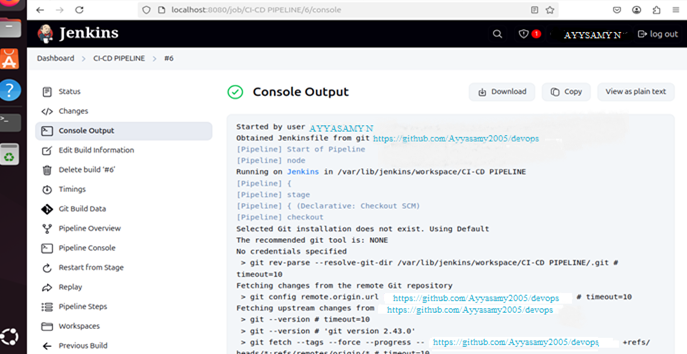 localhost:8080/job/CI-CD PIPELINE/6/console
Jenkins
1
AYYSAMY N
log out
Dashboard > CI-CD PIPELINE > #6
Status
Changes
Console Output
Edit Build Information
Delete build '#6'
Timings
Git Build Data
Pipeline Overview
Pipeline Console
Restart from Stage
Replay
Pipeline Steps
Workspaces
Previous Build
Console Output
Download
Copy
View as plain text
Started by user AYYASAMY N
Obtained Jenkinsfile from git https://github.com/Ayyasamy2005/devops
[Pipeline] Start of Pipeline
[Pipeline] node
Running on Jenkins in /var/lib/jenkins/workspace/CI-CD PIPELINE
[Pipeline] {
[Pipeline] stage
[Pipeline] { (Declarative: Checkout SCM)
[Pipeline] checkout
Selected Git installation does not exist. Using Default
The recommended git tool is: NONE
No credentials specified
> git rev-parse --resolve-git-dir /var/lib/jenkins/workspace/CI-CD PIPELINE/.git #
timeout=10
Fetching changes from the remote Git repository
> git config remote.origin.url https://github.com/Ayyasamy2005/devops # timeout=10
Fetching upstream changes from https://github.com/Ayyasamy2005/devops
> git --version # timeout=10
> git --version # 'git version 2.43.0'
> git fetch --tags --force --progress -- https://github.com/Ayyasamy2005/devops +refs/
heads/*:refs/remotes/origin/* # timeout=10